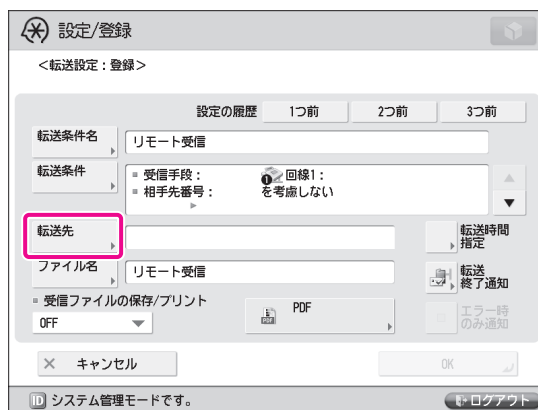 設定/登録
<転送設定:登録>
設定の履歴 1つ前 2つ前 3つ前
転送条件名 リモート受信
転送条件 ▪ 受信手段: 回線1:
▪ 相手先番号: を考慮しない
転送先 転送時間
指定
ファイル名 リモート受信 転送
終了通知
▪ 受信ファイルの保存/プリント
OFF PDF エラー時
のみ通知
× キャンセル OK
ID システム管理モードです。 ログアウト